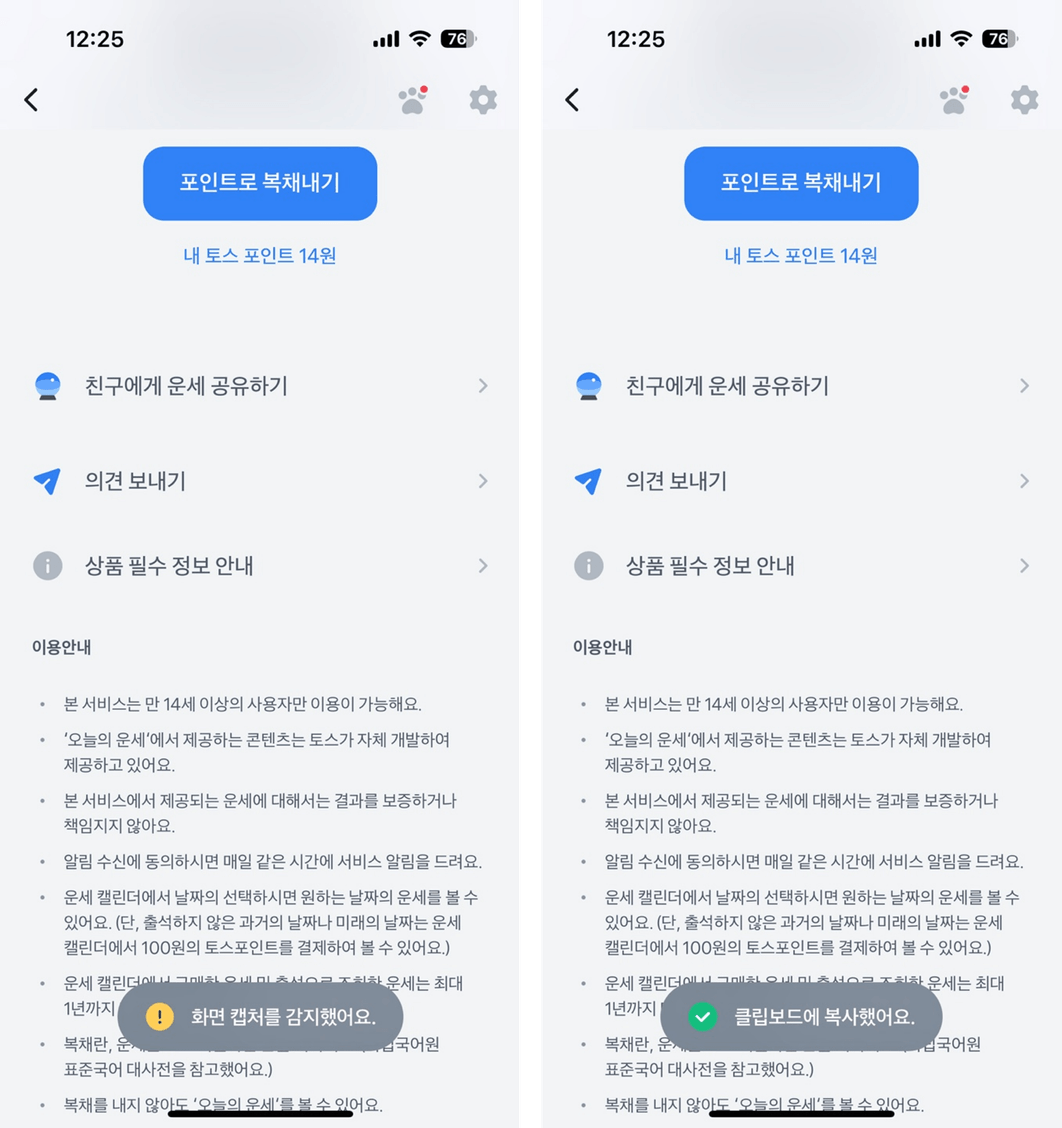 12:25
76
포인트로 복채내기
내 토스 포인트 14원
친구에게 운세 공유하기
의견 보내기
상품 필수 정보 안내
이용안내
• 본 서비스는 만 14세 이상의 사용자만 이용이 가능해요.
• ‘오늘의 운세‘에서 제공하는 콘텐츠는 토스가 자체 개발하여
제공하고 있어요.
• 본 서비스에서 제공되는 운세에 대해서는 결과를 보증하거나
책임지지 않아요.
• 알림 수신에 동의하시면 매일 같은 시간에 서비스 알림을 드려요.
• 운세 캘린더에서 날짜의 선택하시면 원하는 날짜의 운세를 볼 수
있어요. (단, 출석하지 않은 과거의 날짜나 미래의 날짜는 운세
캘린더에서 100원의 토스포인트를 결제하여 볼 수 있어요.)
• 운세 캘린더에서 구매한 운세 및 출석으로 조회한 운세는 최대
1년까지
화면 캡처를 감지했어요.
• 복채란,
표준국어 대사전을 참고했어요.)
• 복채를 내지 않아도 ‘오늘의 운세‘를 볼 수 있어요.
12:25
76
포인트로 복채내기
내 토스 포인트 14원
친구에게 운세 공유하기
의견 보내기
상품 필수 정보 안내
이용안내
• 본 서비스는 만 14세 이상의 사용자만 이용이 가능해요.
• ‘오늘의 운세‘에서 제공하는 콘텐츠는 토스가 자체 개발하여
제공하고 있어요.
• 본 서비스에서 제공되는 운세에 대해서는 결과를 보증하거나
책임지지 않아요.
• 알림 수신에 동의하시면 매일 같은 시간에 서비스 알림을 드려요.
• 운세 캘린더에서 날짜의 선택하시면 원하는 날짜의 운세를 볼 수
있어요. (단, 출석하지 않은 과거의 날짜나 미래의 날짜는 운세
캘린더에서 100원의 토스포인트를 결제하여 볼 수 있어요.)
• 운세 캘린더에서 구매한 운세 및 출석으로 조회한 운세는 최대
1년까지
클립보드에 복사했어요.
• 복채란,
표준국어 대사전을 참고했어요.)
• 복채를 내지 않아도 ‘오늘의 운세‘를 볼 수 있어요.